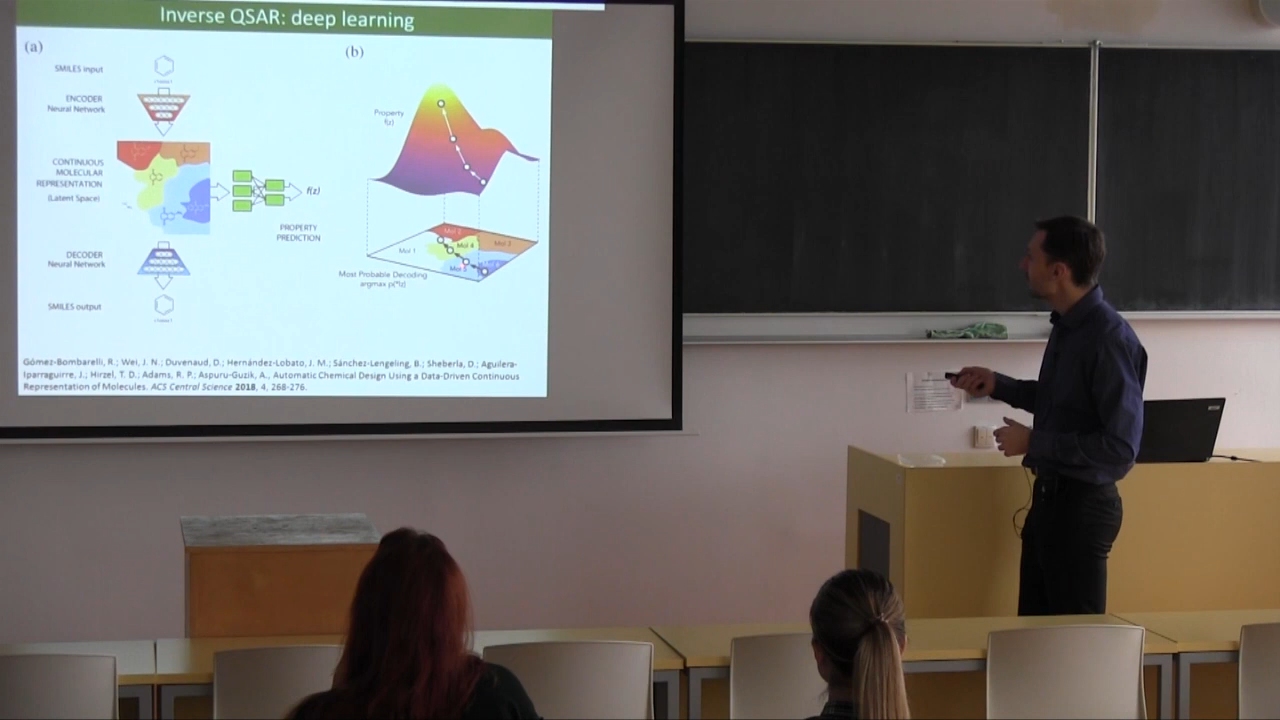 Inverse QSAR: deep learning
(a)
(b)
SMILES input
ENCODER
Neural Network
CONTINUOUS
MOLECULAR
REPRESENTATION
(Latent Space)
f(z)
PROPERTY
PREDICTION
DECODER
Neural Network
SMILES output
Property
f(z)
Mol 1
Mol 2
Mol 3
Mol 4
Mol 5
Most Probable Decoding
argmax p(*|z)
Gómez-Bombarelli, R.; Wei, J. N.; Duvenaud, D.; Hernández-Lobato, J. M.; Sánchez-Lengeling, B.; Sheberla, D.; Aguilera-
Iparraguirre, J.; Hirzel, T. D.; Adams, R. P.; Aspuru-Guzik, A., Automatic Chemical Design Using a Data-Driven Continuous
Representation of Molecules. ACS Central Science 2018, 4, 268-276.